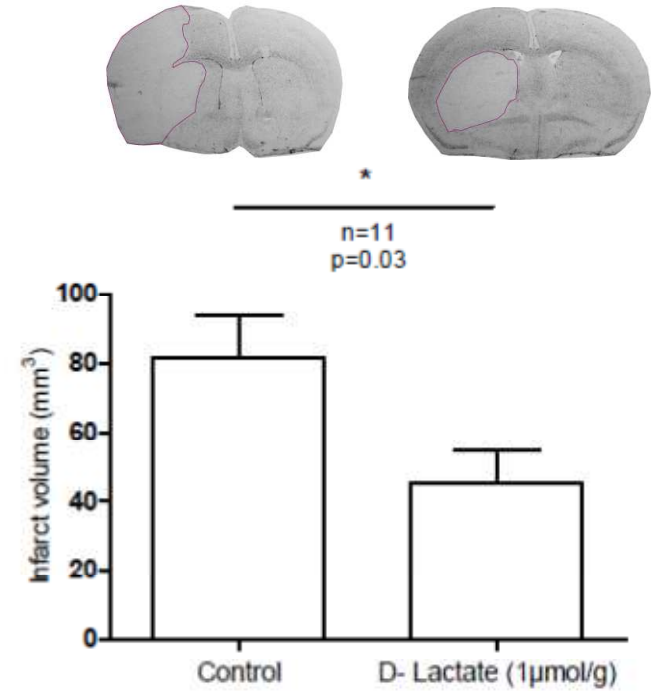 *
n=11
p=0.03
Infarct volume (mm³)
100
80
60
40
20
0
Control
D- Lactate (1μmol/g)